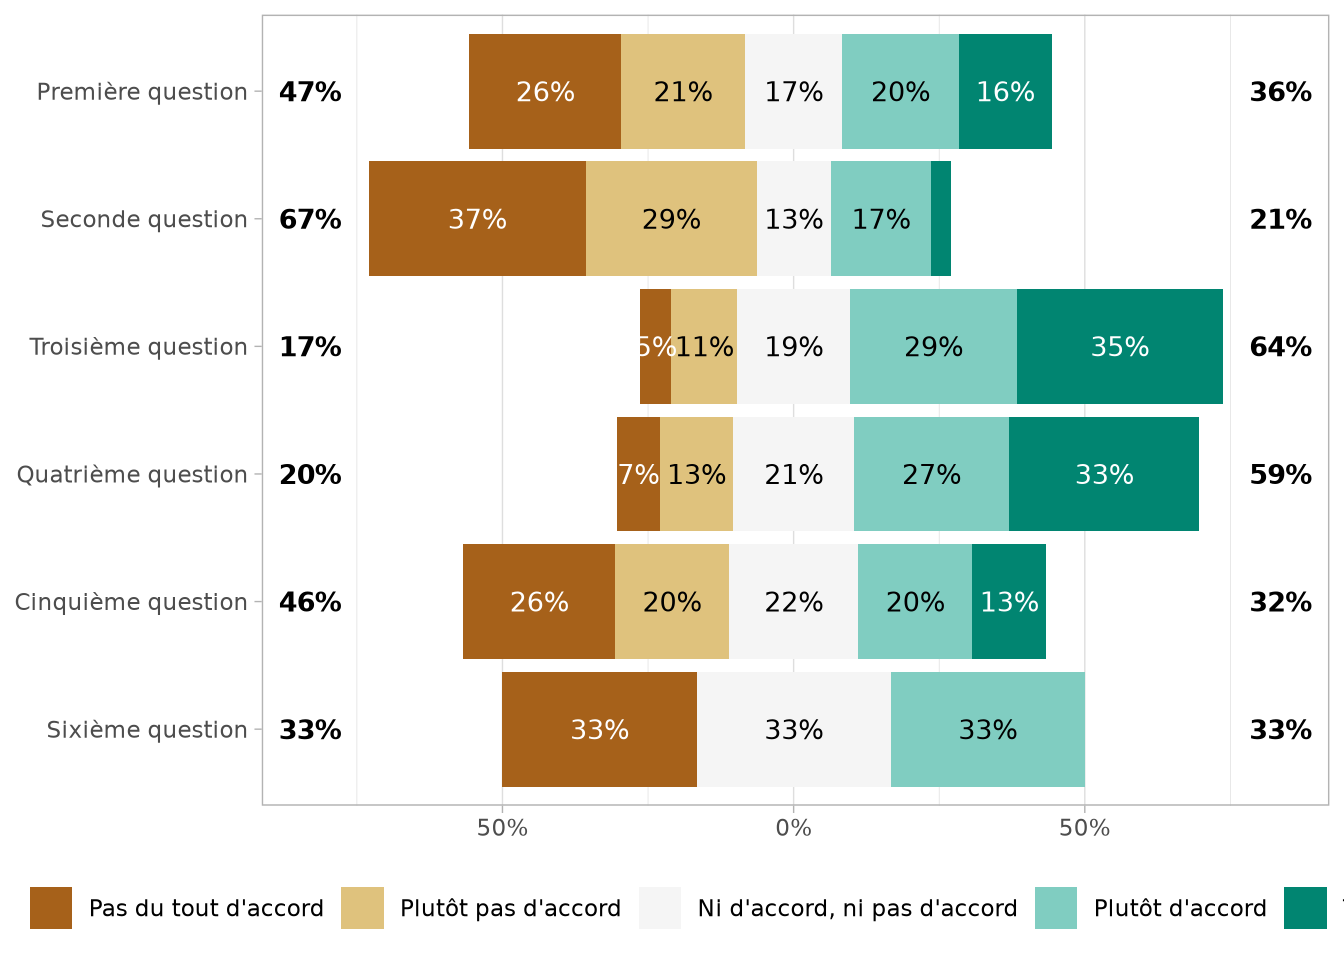 Première question 47% 26% 21% 17% 20% 16% 36%
Seconde question 67% 37% 29% 13% 17% 21%
Troisième question 17% 5% 11% 19% 29% 35% 64%
Quatrième question 20% 7% 13% 21% 27% 33% 59%
Cinquième question 46% 26% 20% 22% 20% 13% 32%
Sixième question 33% 33% 33% 33% 33%
50% 0% 50%
Pas du tout d'accord Plutôt pas d'accord Ni d'accord, ni pas d'accord Plutôt d'accord